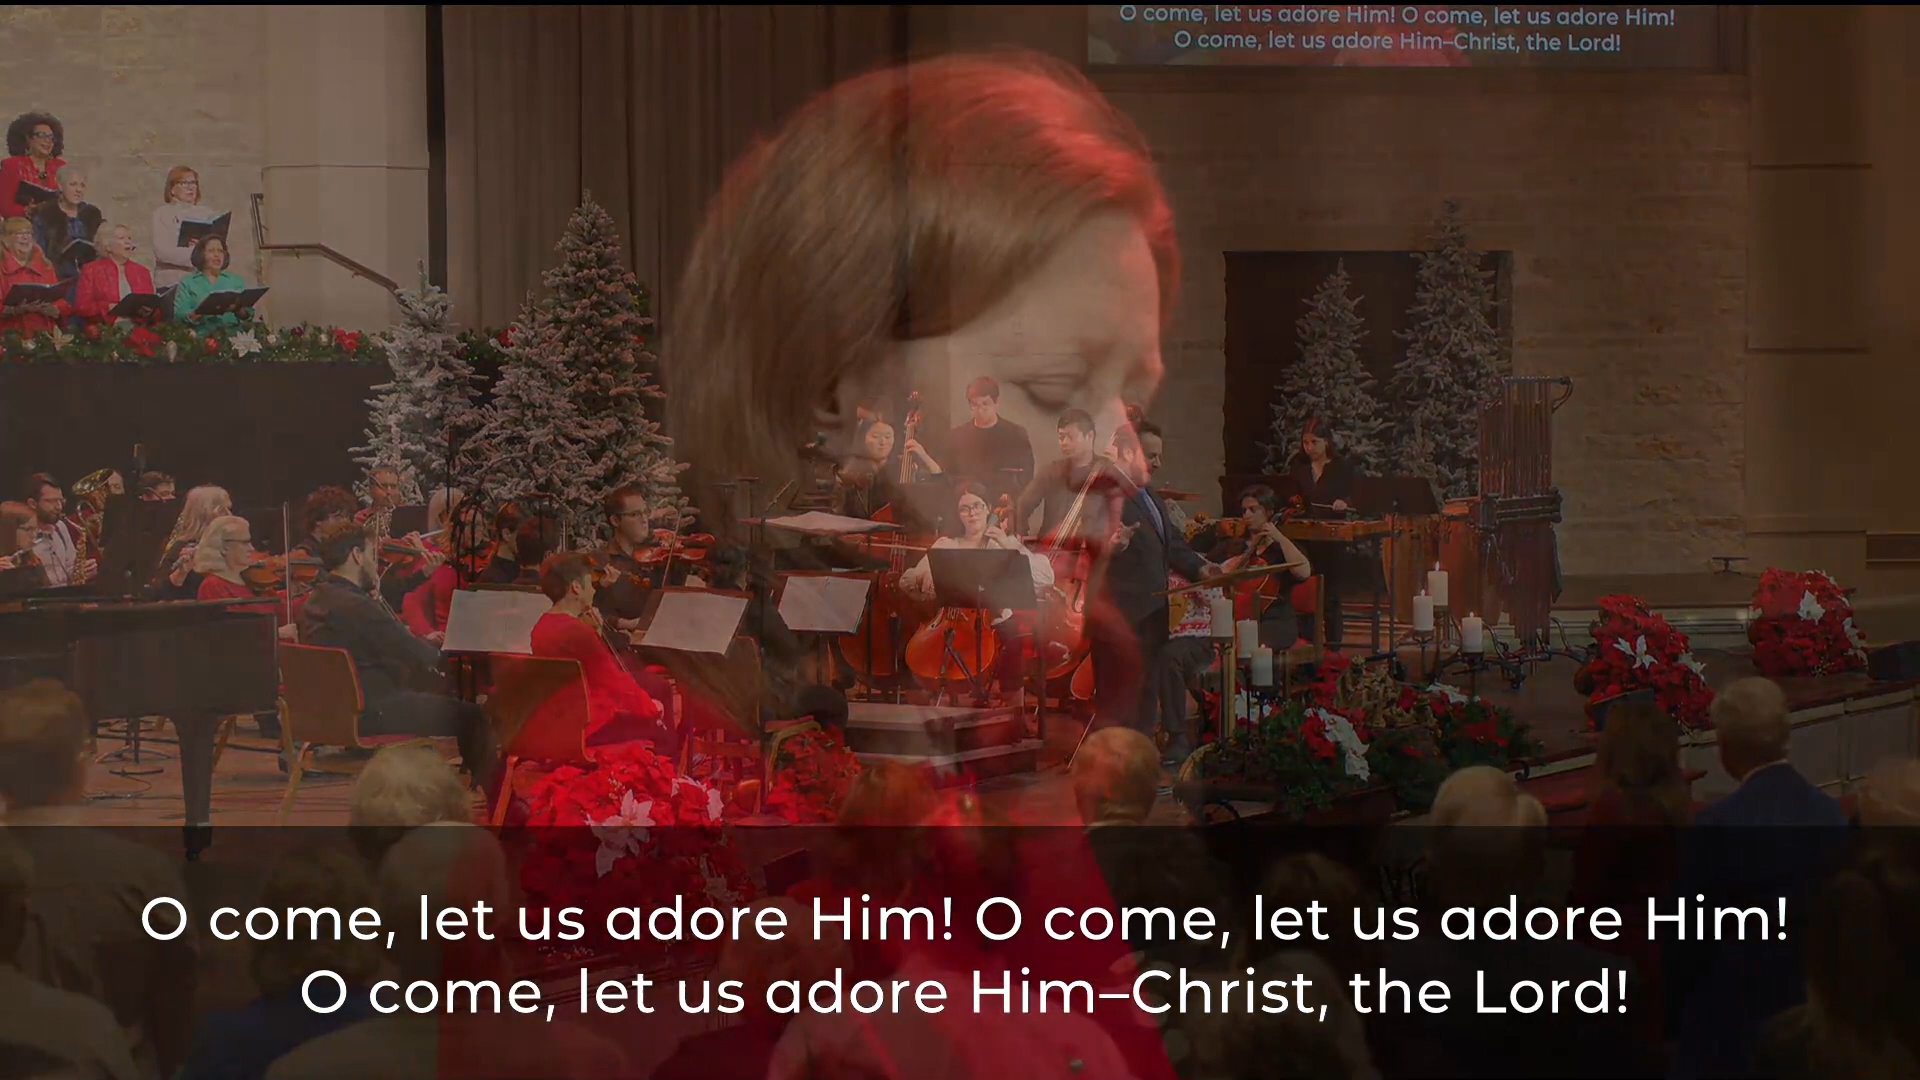 O come, let us adore Him! O come, let us adore Him!
O come, let us adore Him–Christ, the Lord!
O come, let us adore Him! O come, let us adore Him!
O come, let us adore Him–Christ, the Lord!